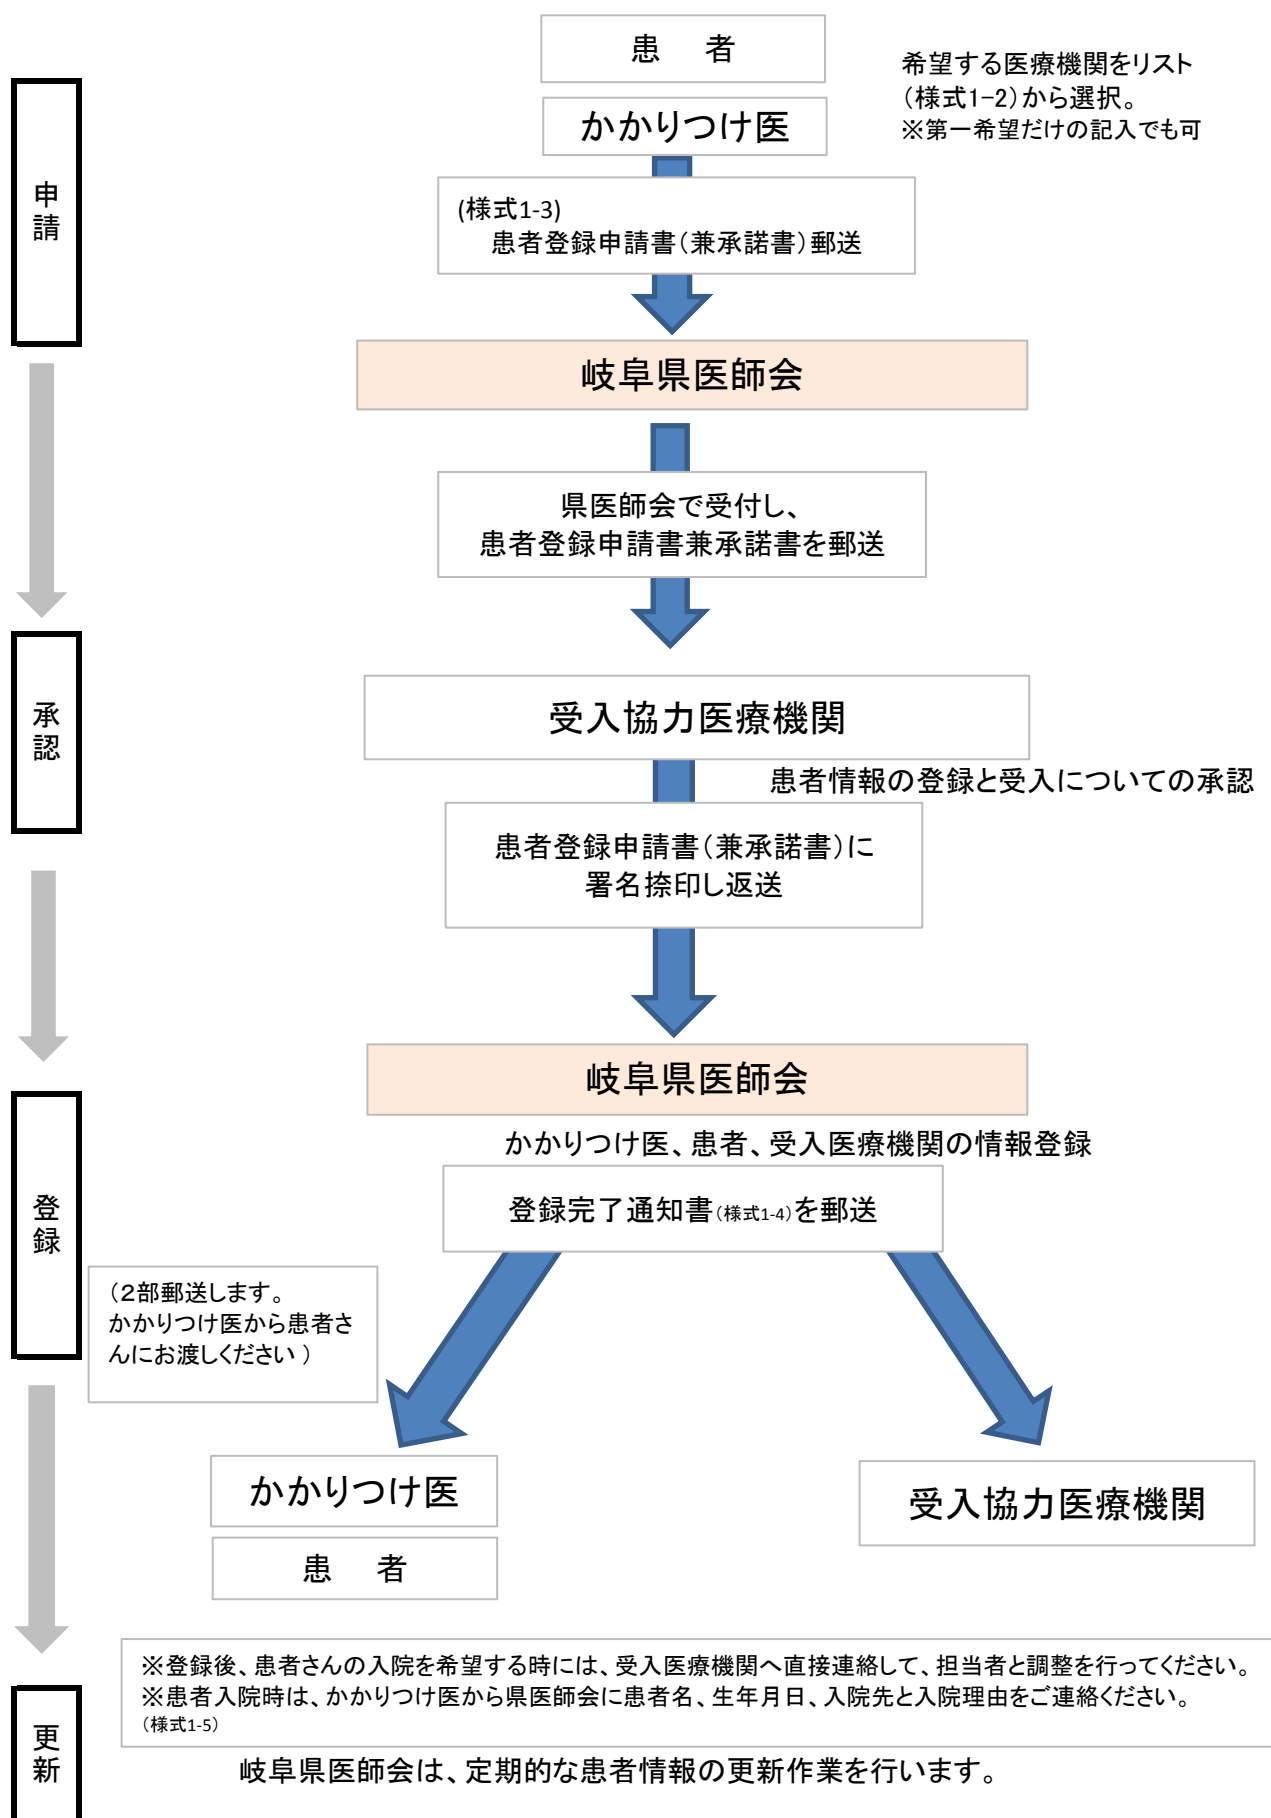 患　者
希望する医療機関をリスト
（様式1-2）から選択。
※第一希望だけの記入でも可
かかりつけ医
申請
(様式1-3)
患者登録申請書（兼承諾書）郵送
岐阜県医師会
県医師会で受付し、
患者登録申請書兼承諾書を郵送
承認
受入協力医療機関
患者情報の登録と受入についての承認
患者登録申請書（兼承諾書）に
署名捺印し返送
岐阜県医師会
かかりつけ医、患者、受入医療機関の情報登録
登録
登録完了通知書（様式1-4）を郵送
（２部郵送します。
かかりつけ医から患者さ
んにお渡しください ）
かかりつけ医
患　者
受入協力医療機関
※登録後、患者さんの入院を希望する時には、受入医療機関へ直接連絡して、担当者と調整を行ってください。
※患者入院時は、かかりつけ医から県医師会に患者名、生年月日、入院先と入院理由をご連絡ください。
（様式1-5）
更新
岐阜県医師会は、定期的な患者情報の更新作業を行います。